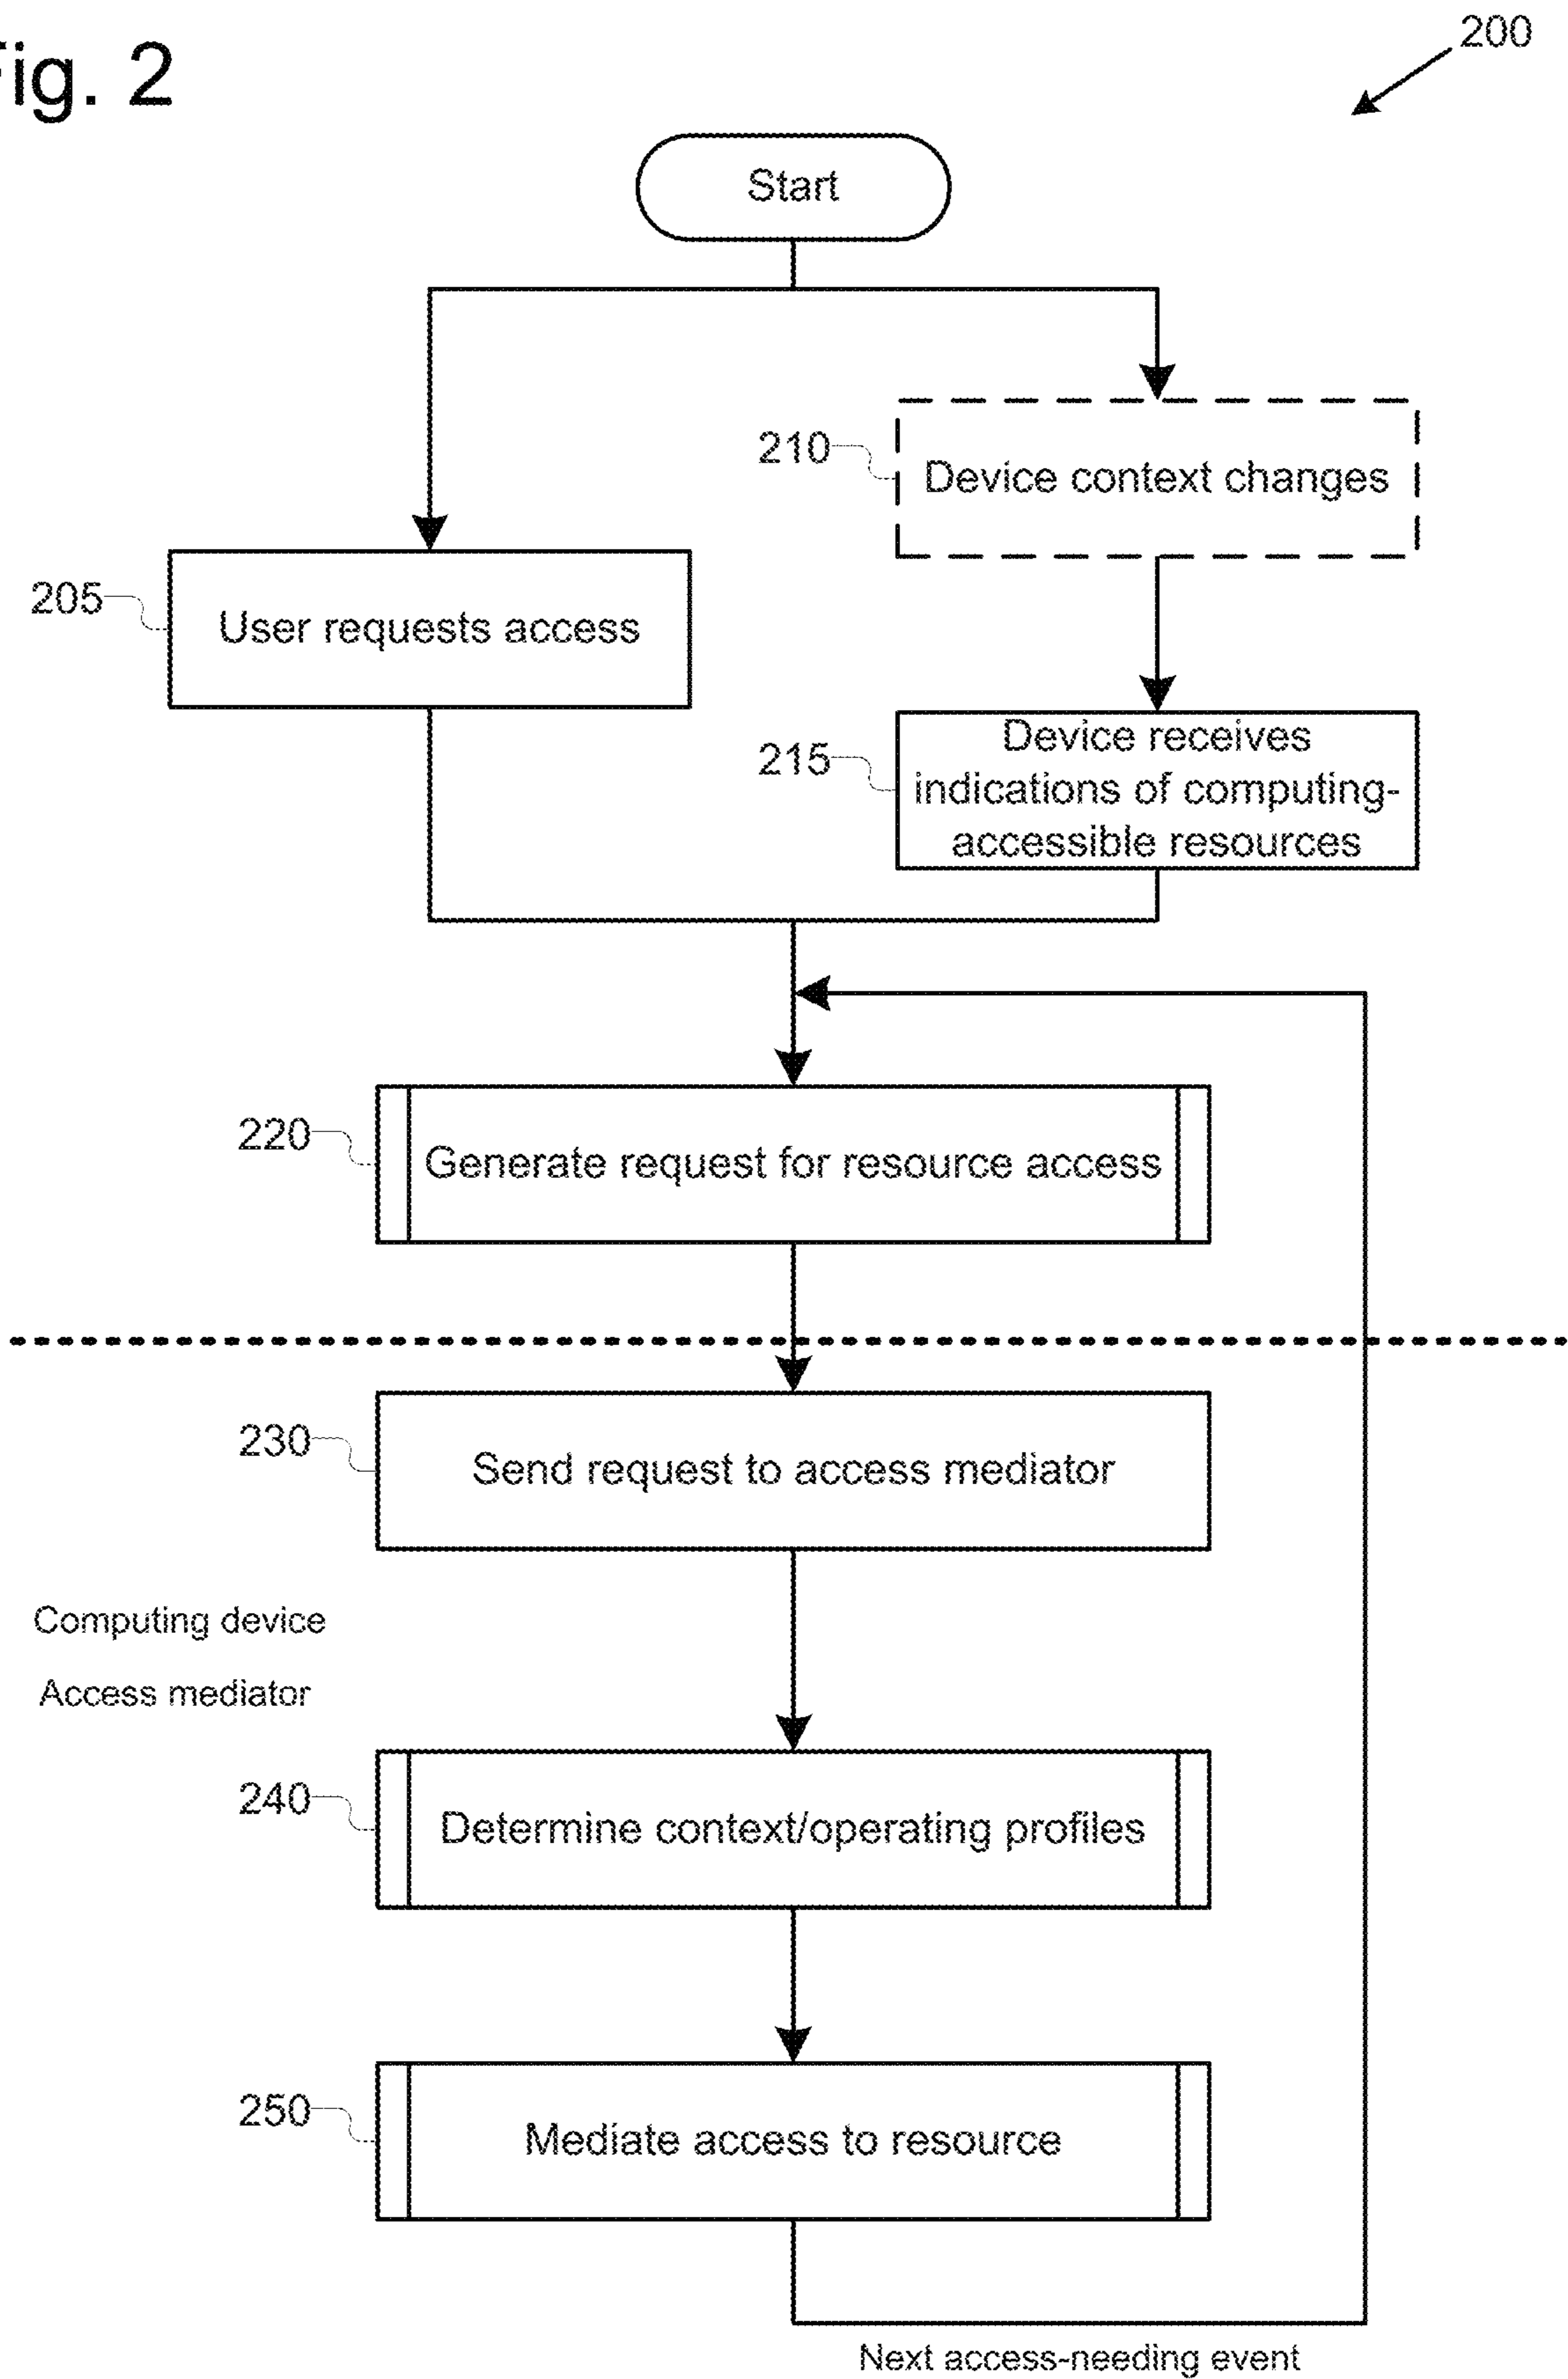 Fig. 2
200
Start
210
Device context changes
205
User requests access
215
Device receives
indications of computing-
accessible resources
220
Generate request for resource access
230
Send request to access mediator
Computing device
Access mediator
240
Determine context/operating profiles
250
Mediate access to resource
Next access-needing event